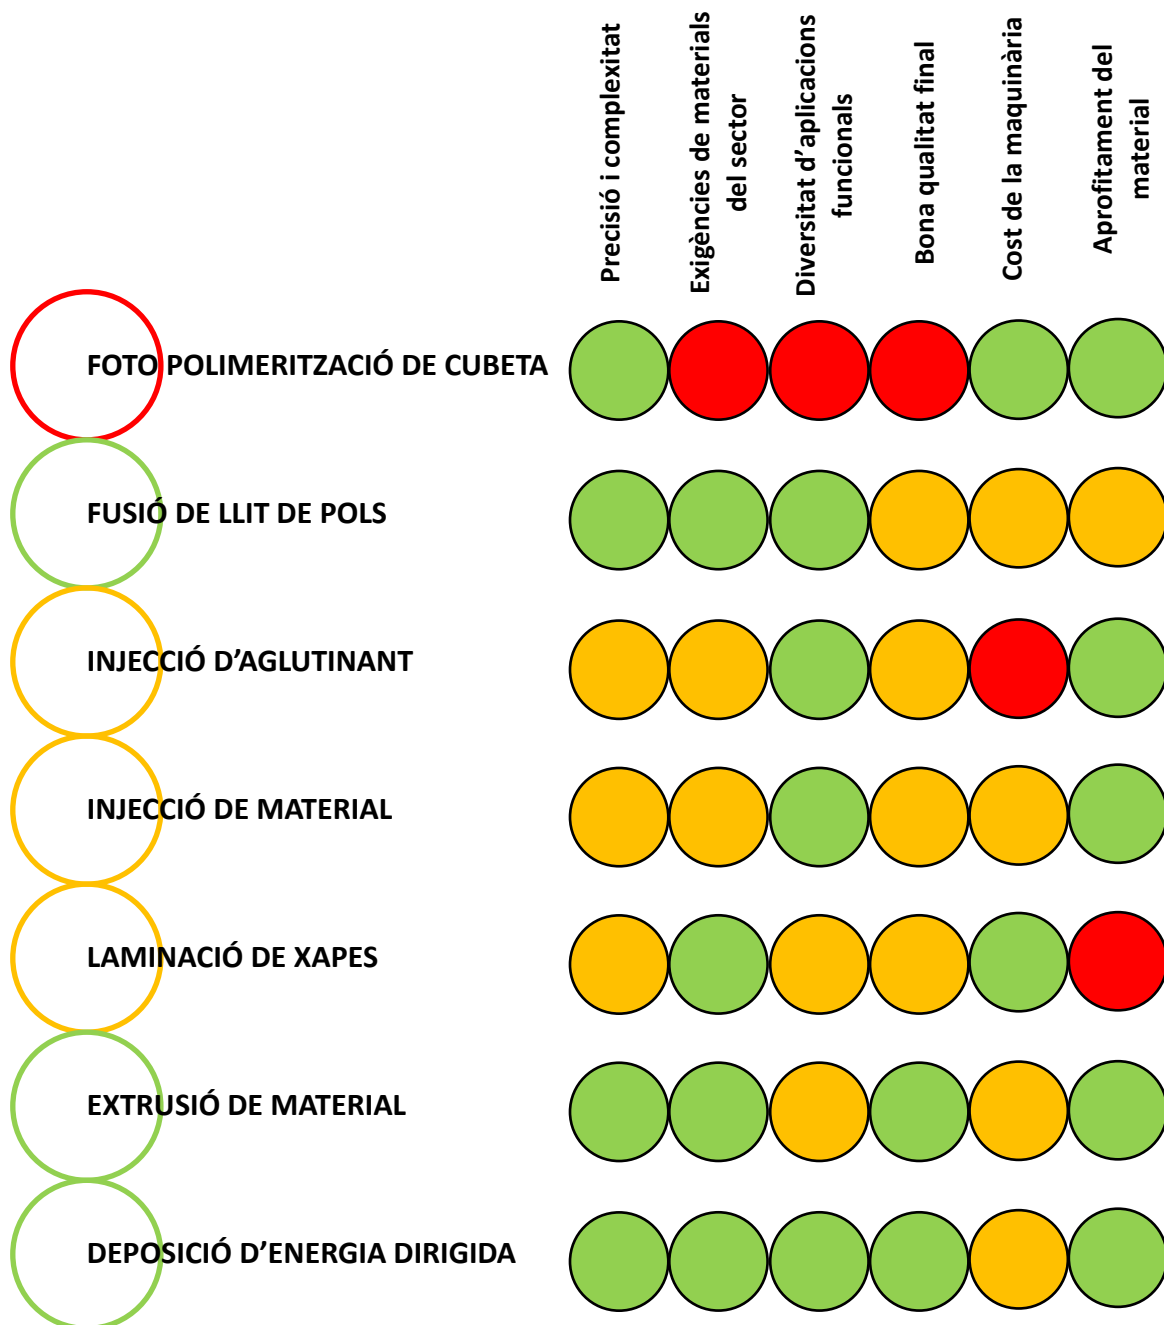 Precisió i complexitat
Exigències de materials
del sector
Diversitat d’aplicacions
funcionals
Bona qualitat final
Cost de la maquinària
Aprofitament del
material
FOTO POLIMERITZACIÓ DE CUBETA
FUSIÓ DE LLIT DE POLS
INJECCIÓ D’AGLUTINANT
INJECCIÓ DE MATERIAL
LAMINACIÓ DE XAPES
EXTRUSIÓ DE MATERIAL
DEPOSICIÓ D’ENERGIA DIRIGIDA